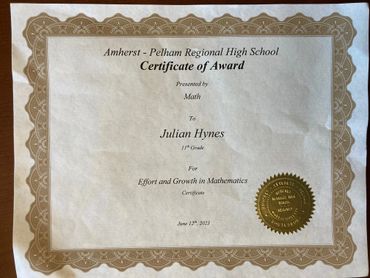 Amherst - Pelham Regional High School
Certificate of Award
Presented by
Math
To
Julian Hynes
11th Grade
For
Effort and Growth in Mathematics
Certificate
June 12th, 2023